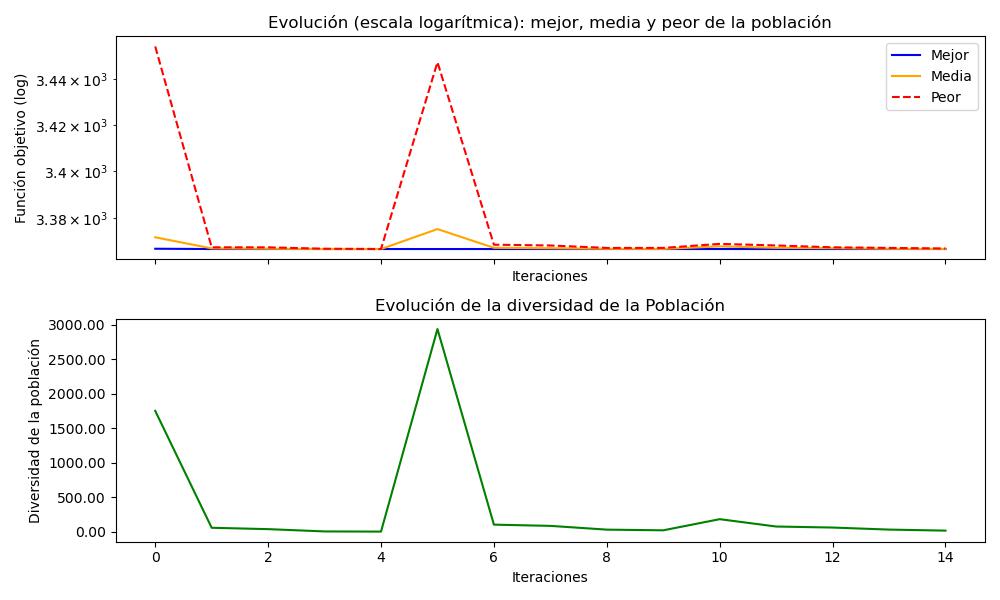 Evolución (escala logarítmica): mejor, media y peor de la población
Función objetivo (log)
3.44 × 10³
3.42 × 10³
3.4 × 10³
3.38 × 10³
Mejor
Media
Peor
Iteraciones
Evolución de la diversidad de la Población
Diversidad de la población
3000.00
2500.00
2000.00
1500.00
1000.00
500.00
0.00
0 2 4 6 8 10 12 14
Iteraciones